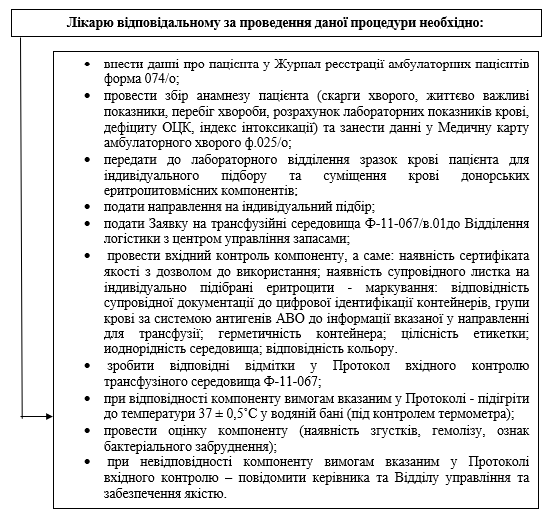 Лікарю відповідальному за проведення даної процедури необхідно:
• внести данні про пацієнта у Журнал реєстрації амбулаторних пацієнтів
форма 074/о;
• провести збір анамнезу пацієнта (скарги хворого, життєво важливі
показники, перебіг хвороби, розрахунок лабораторних показників крові,
дефіциту ОЦК, індекс інтоксикації) та занести данні у Медичну карту
амбулаторного хворого ф.025/о;
• передати до лабораторного відділення зразок крові пацієнта для
індивідуального підбору та суміщення крові донорських
еритроцитовмісних компонентів;
• подати направлення на індивідуальний підбір;
• подати Заявку на трансфузійні середовища Ф-11-067/в.01до Відділення
логістики з центром управління запасами;
• провести вхідний контроль компоненту, а саме: наявність сертифіката
якості з дозволом до використання; наявність супровідного листка на
індивідуально підібрані еритроцити - маркування: відповідність
супровідної документації до цифрової ідентифікації контейнерів, групи
крові за системою антигенів АВО до інформації вказаної у направленні
для трансфузії; герметичність контейнера; цілісність етикетки;
иоднорідність середовища; відповідність кольору.
• зробити відповідні відмітки у Протокол вхідного контролю
трансфузіного середовища Ф-11-067;
• при відповідності компоненту вимогам вказаним у Протоколі - підігріти
до температури 37 ± 0,5˚С у водяній бані (під контролем термометра);
• провести оцінку компоненту (наявність згустків, гемолізу, ознак
бактеріального забруднення);
• при невідповідності компоненту вимогам вказаним у Протоколі
вхідного контролю – повідомити керівника та Відділу управління та
забезпечення якістю.